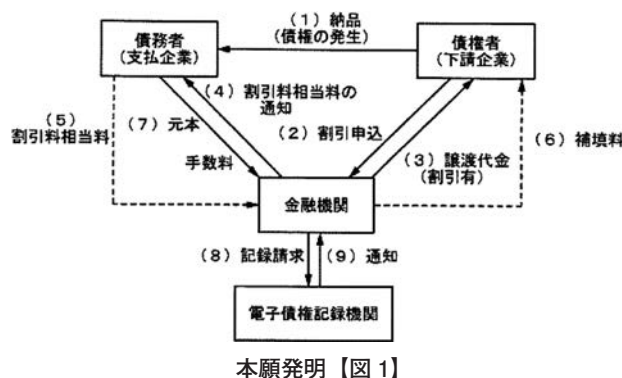 (1)納品
(債権の発生)
債務者
(支払企業)
債権者
(下請企業)
(4)割引料相当料の
通知
(5)
割引料相当料
(7)元本
手数料
(2)割引申込
(3)譲渡代金
(割引有)
(6)補填料
金融機関
(8)記録請求
(9)通知
電子債権記録機関
本願発明【図1】